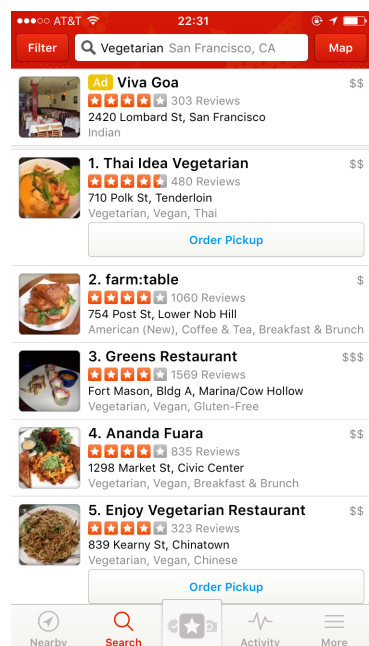 AT&T 22:31
Filter Vegetarian San Francisco, CA Map
Ad Viva Goa $$
303 Reviews
2420 Lombard St, San Francisco
Indian
1. Thai Idea Vegetarian $$
480 Reviews
710 Polk St, Tenderloin
Vegetarian, Vegan, Thai
Order Pickup
2. farm:table $
1060 Reviews
754 Post St, Lower Nob Hill
American (New), Coffee & Tea, Breakfast & Brunch
3. Greens Restaurant $$$
1569 Reviews
Fort Mason, Bldg A, Marina/Cow Hollow
Vegetarian, Vegan, Gluten-Free
4. Ananda Fuara $$
835 Reviews
1298 Market St, Civic Center
Vegetarian, Vegan, Breakfast & Brunch
5. Enjoy Vegetarian Restaurant $$
323 Reviews
839 Kearny St, Chinatown
Vegetarian, Vegan, Chinese
Order Pickup
Nearby Search Activity More